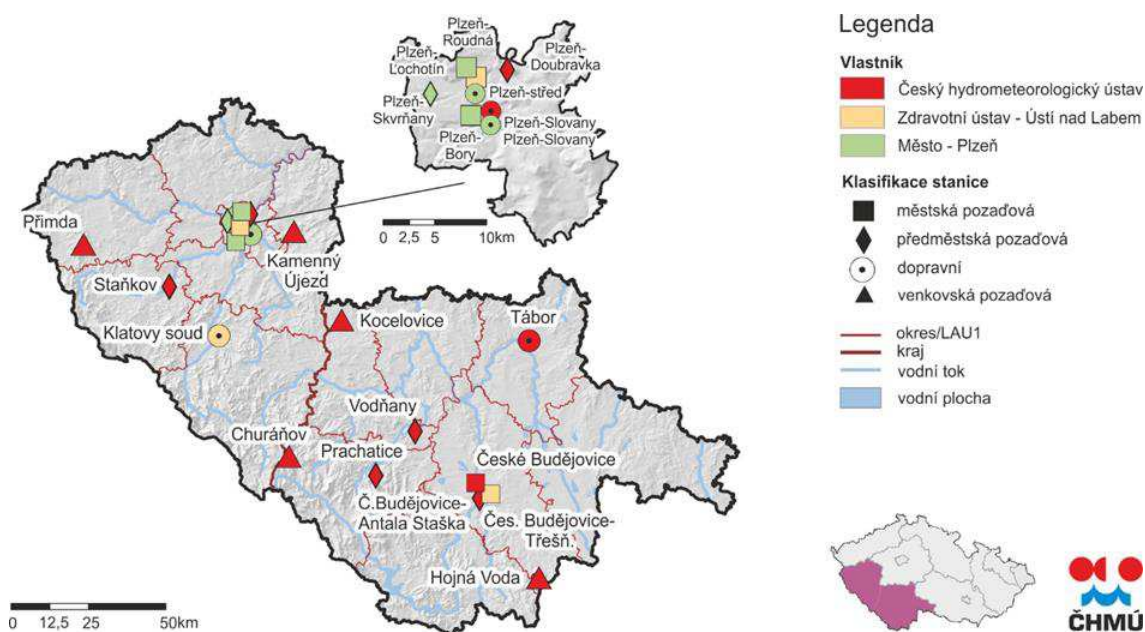 Plzeň-
Roudná
Plzeň-
Lochotín
Plzeň-
Doubravka
Plzeň-střed
Plzeň-
Skvrňany
Plzeň-Slovany
Plzeň-Slovany
Plzeň-
Bory
0 2,5 5 10km
Přimda
Kamenný
Újezd
Staňkov
Klatovy soud
Kocelovice
Tábor
Vodňany
Churáňov
Prachatice
České Budějovice
Č.Budějovice-
Antala Staška
Čes. Budějovice-
Třešň.
Hojná Voda
0 12,5 25 50km
Legenda
Vlastník
Český hydrometeorologický ústav
Zdravotní ústav - Ústí nad Labem
Město - Plzeň
Klasifikace stanice
městská pozaďová
předměstská pozaďová
dopravní
venkovská pozaďová
okres/LAU1
kraj
vodní tok
vodní plocha
ČHMÚ